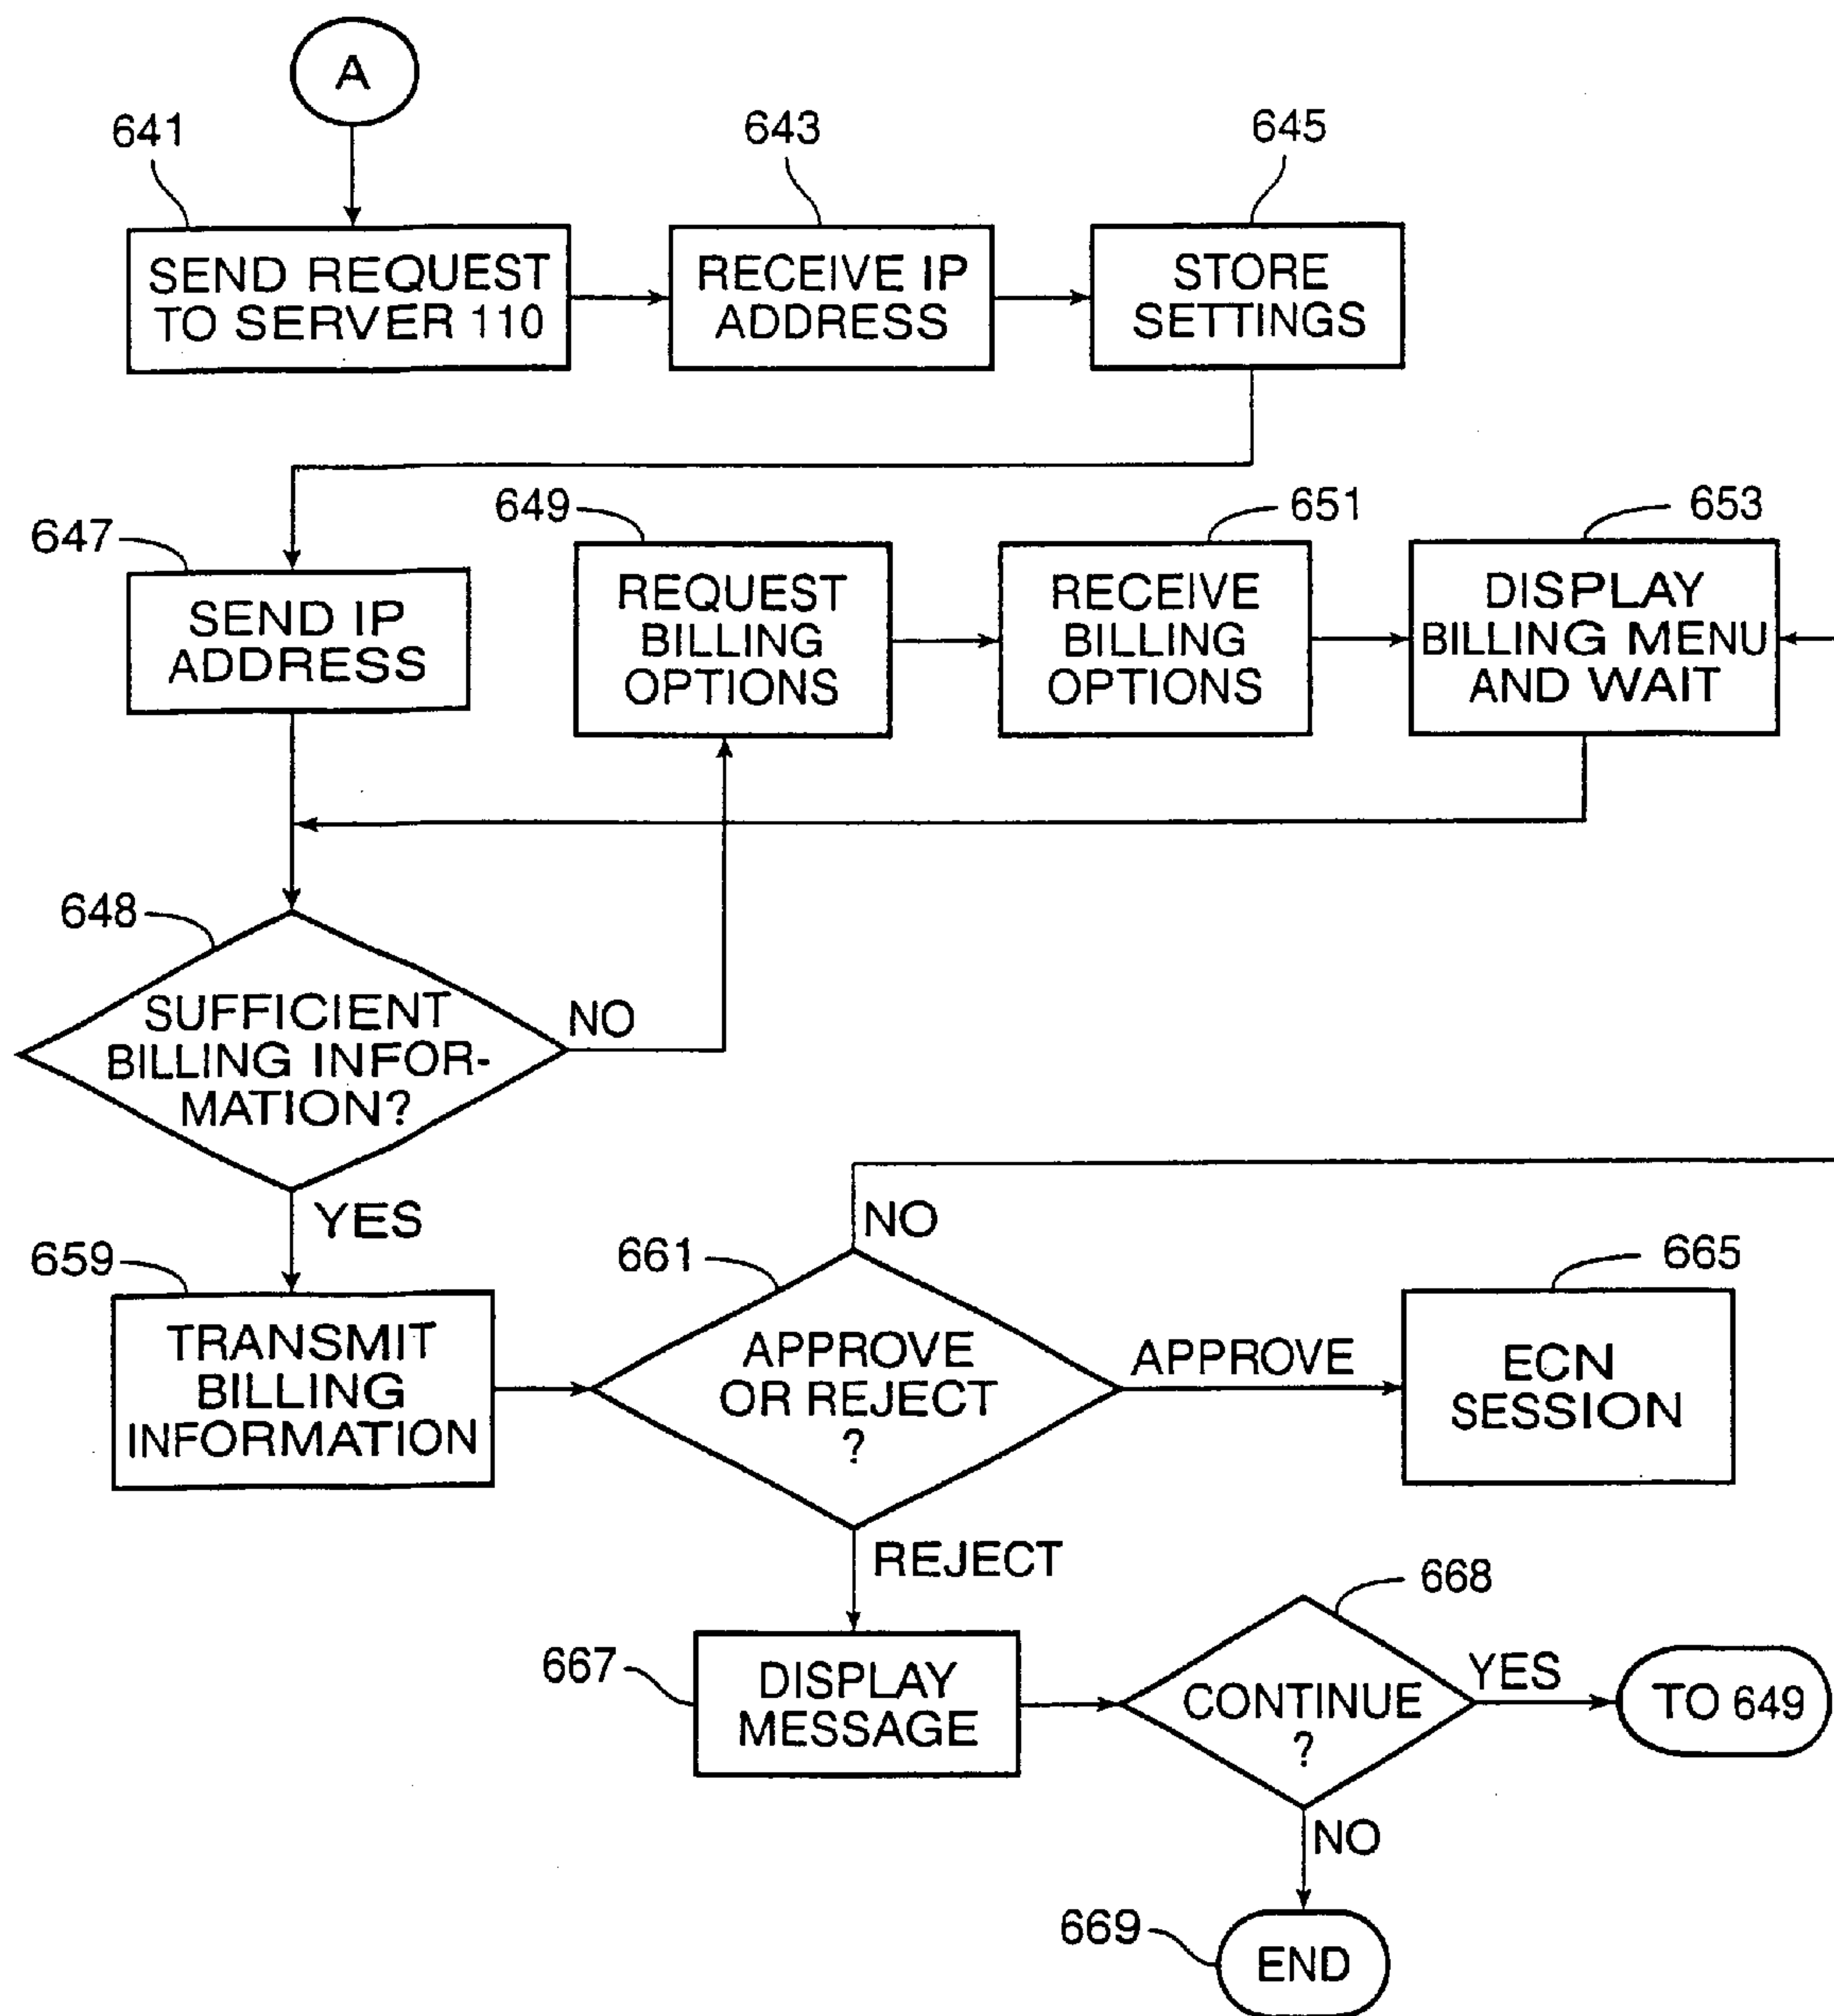 A
641
643
645
SEND REQUEST
TO SERVER 110
RECEIVE IP
ADDRESS
STORE
SETTINGS
647
649
651
653
SEND IP
ADDRESS
REQUEST
BILLING
OPTIONS
RECEIVE
BILLING
OPTIONS
DISPLAY
BILLING MENU
AND WAIT
648
SUFFICIENT
BILLING INFOR-
MATION?
NO
YES
NO
659
661
665
TRANSMIT
BILLING
INFORMATION
APPROVE
OR REJECT
?
APPROVE
ECN
SESSION
REJECT
668
667
DISPLAY
MESSAGE
CONTINUE
?
YES
TO 649
NO
669
END